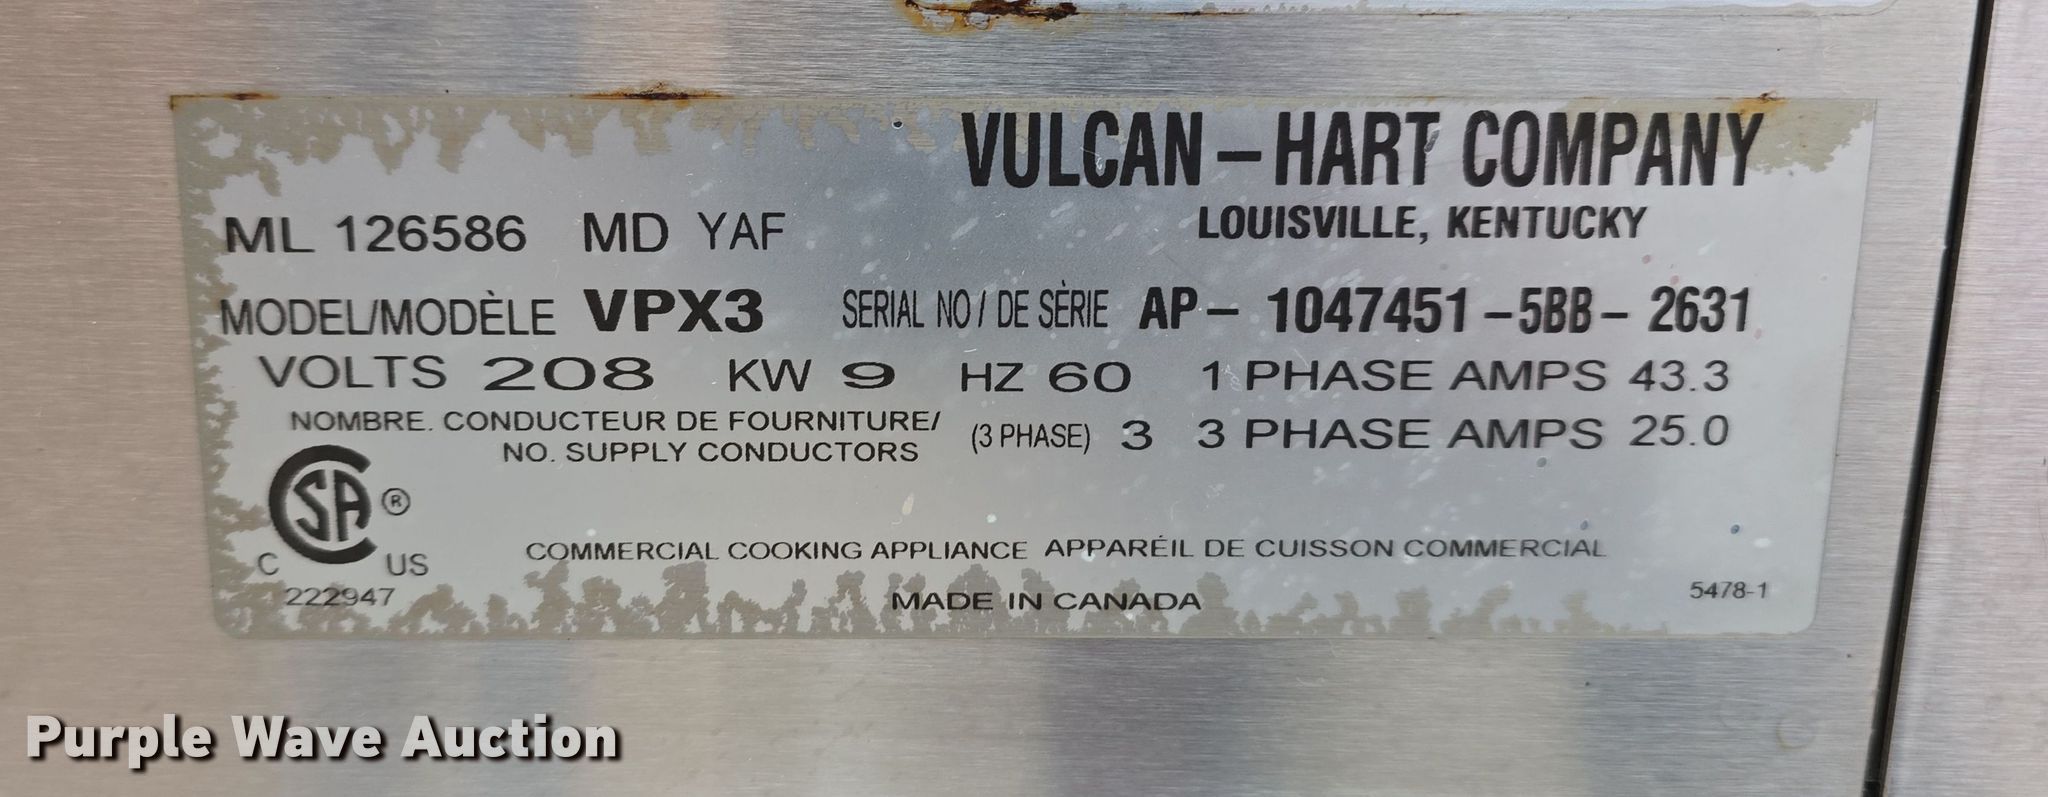 VULCAN – HART COMPANY
LOUISVILLE, KENTUCKY
ML 126586 MD YAF
MODEL/MODÈLE VPX3 SERIAL NO / DE SÈRIE AP – 1047451 – 5BB – 2631
VOLTS 208 KW 9 HZ 60 1 PHASE AMPS 43.3
NOMBRE. CONDUCTEUR DE FOURNITURE/
NO. SUPPLY CONDUCTORS (3 PHASE) 3 3 PHASE AMPS 25.0
CSA ®
C US
222947
COMMERCIAL COOKING APPLIANCE APPARÉIL DE CUISSON COMMERCIAL
MADE IN CANADA
5478-1
Purple Wave Auction